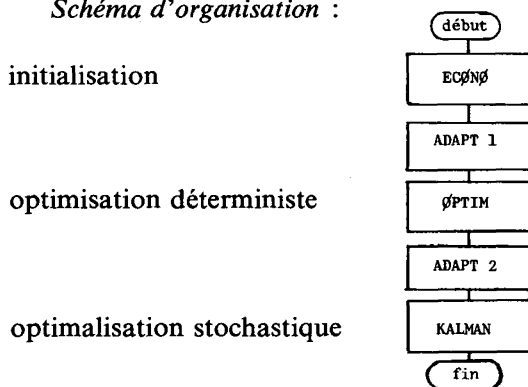 Schéma d'organisation :
début
initialisation
ECØNØ
ADAPT 1
optimisation déterministe
ØPTIM
ADAPT 2
optimalisation stochastique
KALMAN
fin